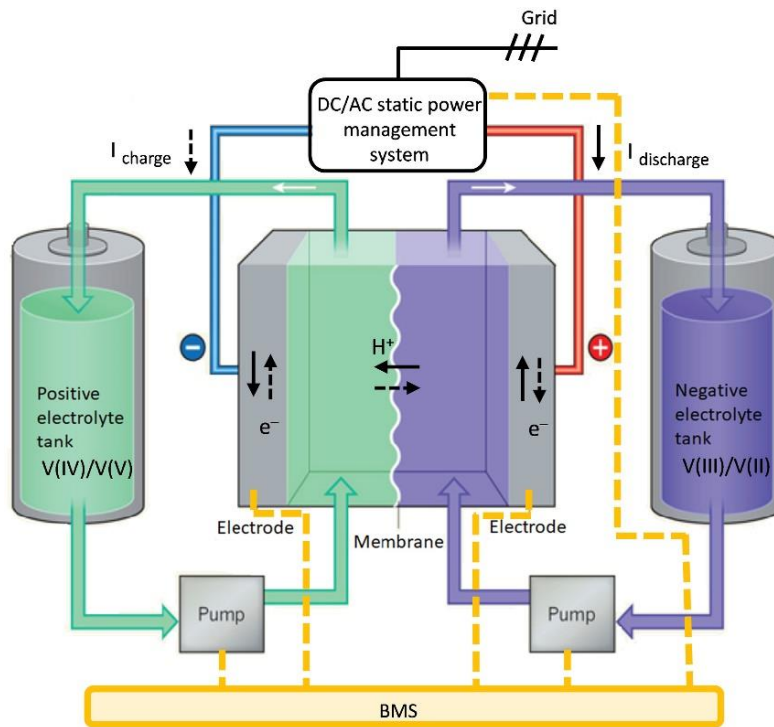 Grid
DC/AC static power
management
system
I charge
I discharge
−
+
H⁺
Positive
electrolyte
tank
V(IV)/V(V)
e⁻
e⁻
Negative
electrolyte
tank
V(III)/V(II)
Electrode
Membrane
Electrode
Pump
Pump
BMS